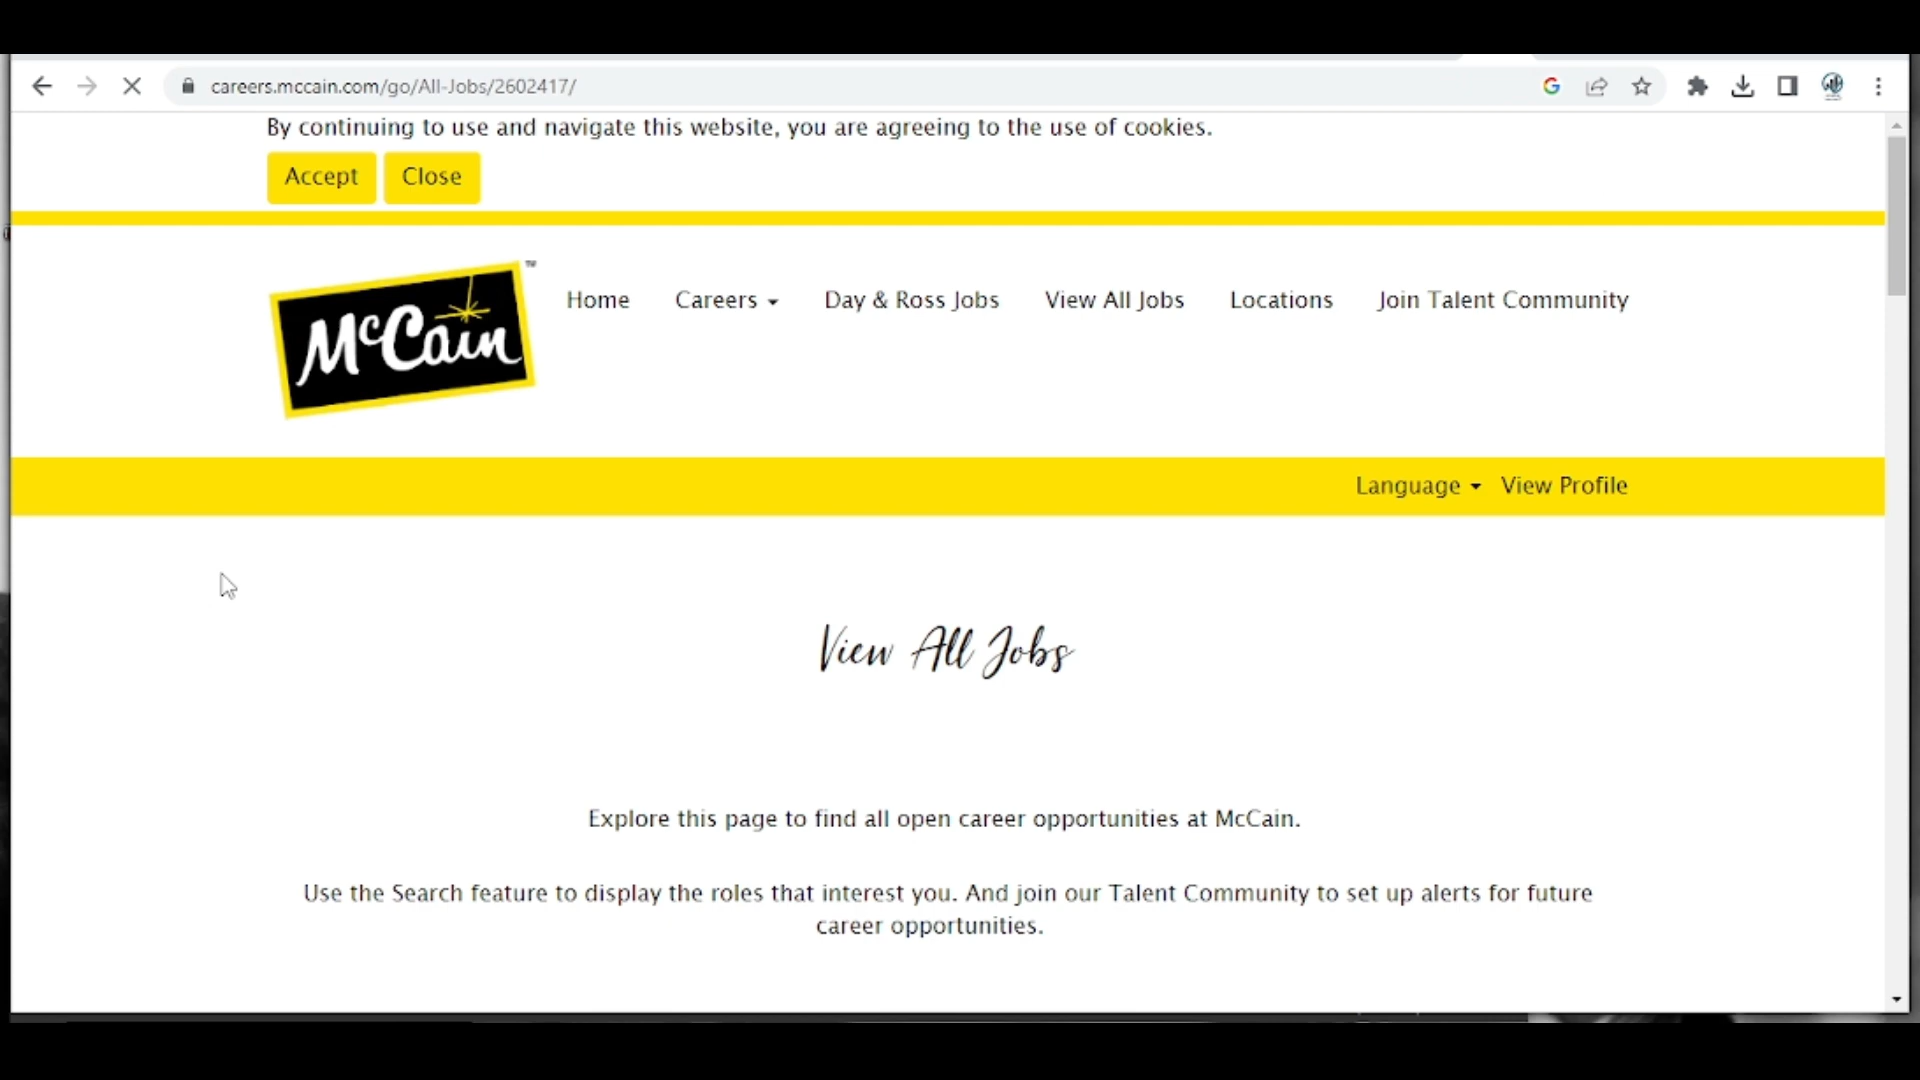 careers.mccain.com/go/All-Jobs/2602417/
By continuing to use and navigate this website, you are agreeing to the use of cookies.
Accept Close
McCain ™
Home Careers Day & Ross Jobs View All Jobs Locations Join Talent Community
Language View Profile
View All Jobs
Explore this page to find all open career opportunities at McCain.
Use the Search feature to display the roles that interest you. And join our Talent Community to set up alerts for future
career opportunities.